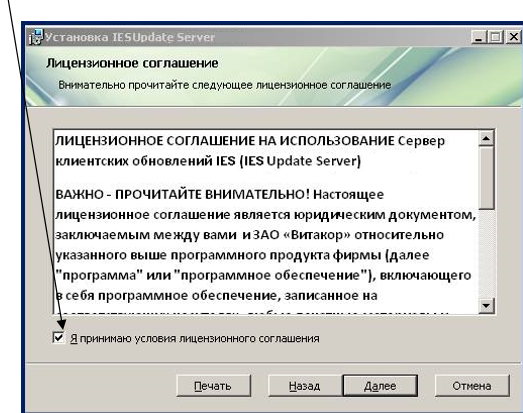 Установка IESUpdate Server
Лицензионное соглашение
Внимательно прочитайте следующее лицензионное соглашение
ЛИЦЕНЗИОННОЕ СОГЛАШЕНИЕ НА ИСПОЛЬЗОВАНИЕ Сервер
клиентских обновлений IES (IES Update Server)
ВАЖНО - ПРОЧИТАЙТЕ ВНИМАТЕЛЬНО! Настоящее
лицензионное соглашение является юридическим документом,
заключаемым между вами и ЗАО «Витакор» относительно
указанного выше программного продукта фирмы (далее
"программа" или "программное обеспечение"), включающего
в себя программное обеспечение, записанное на
Я принимаю условия лицензионного соглашения
Печать
Назад
Далее
Отмена